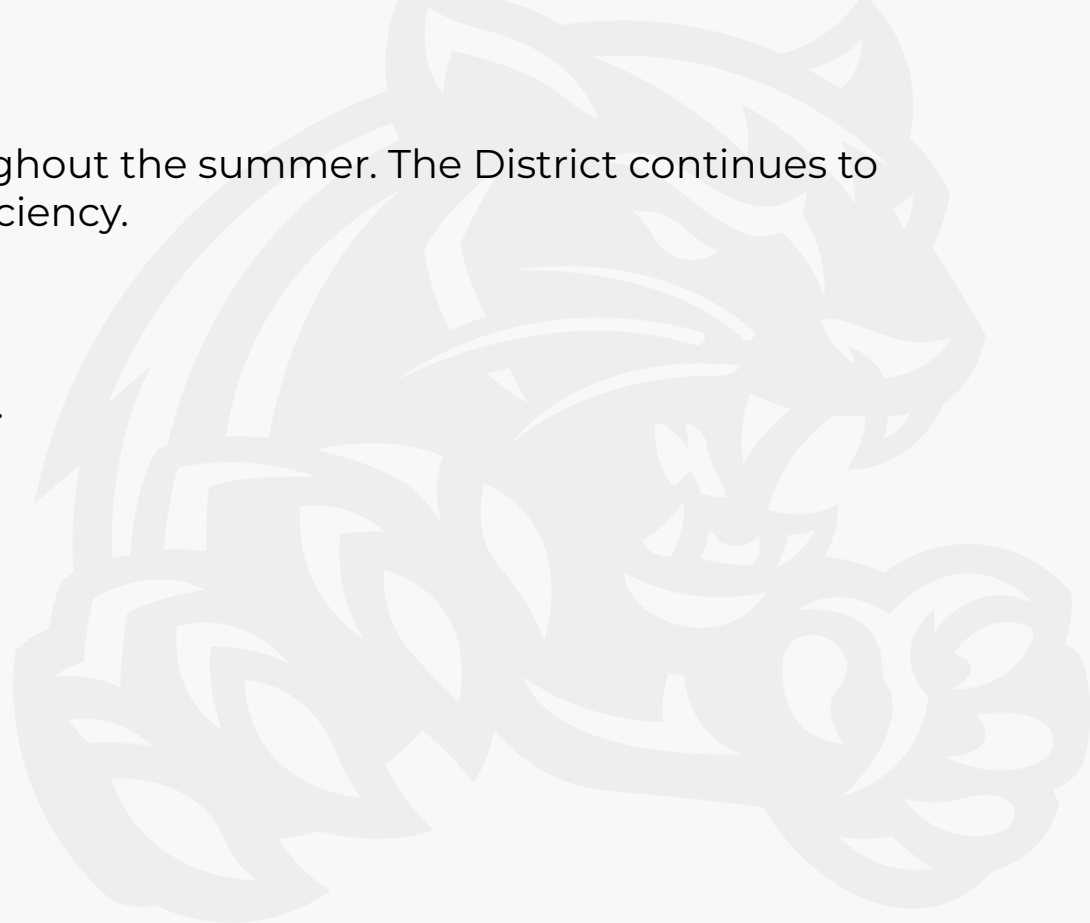 ghout the summer. The District continues to
ciency.
.